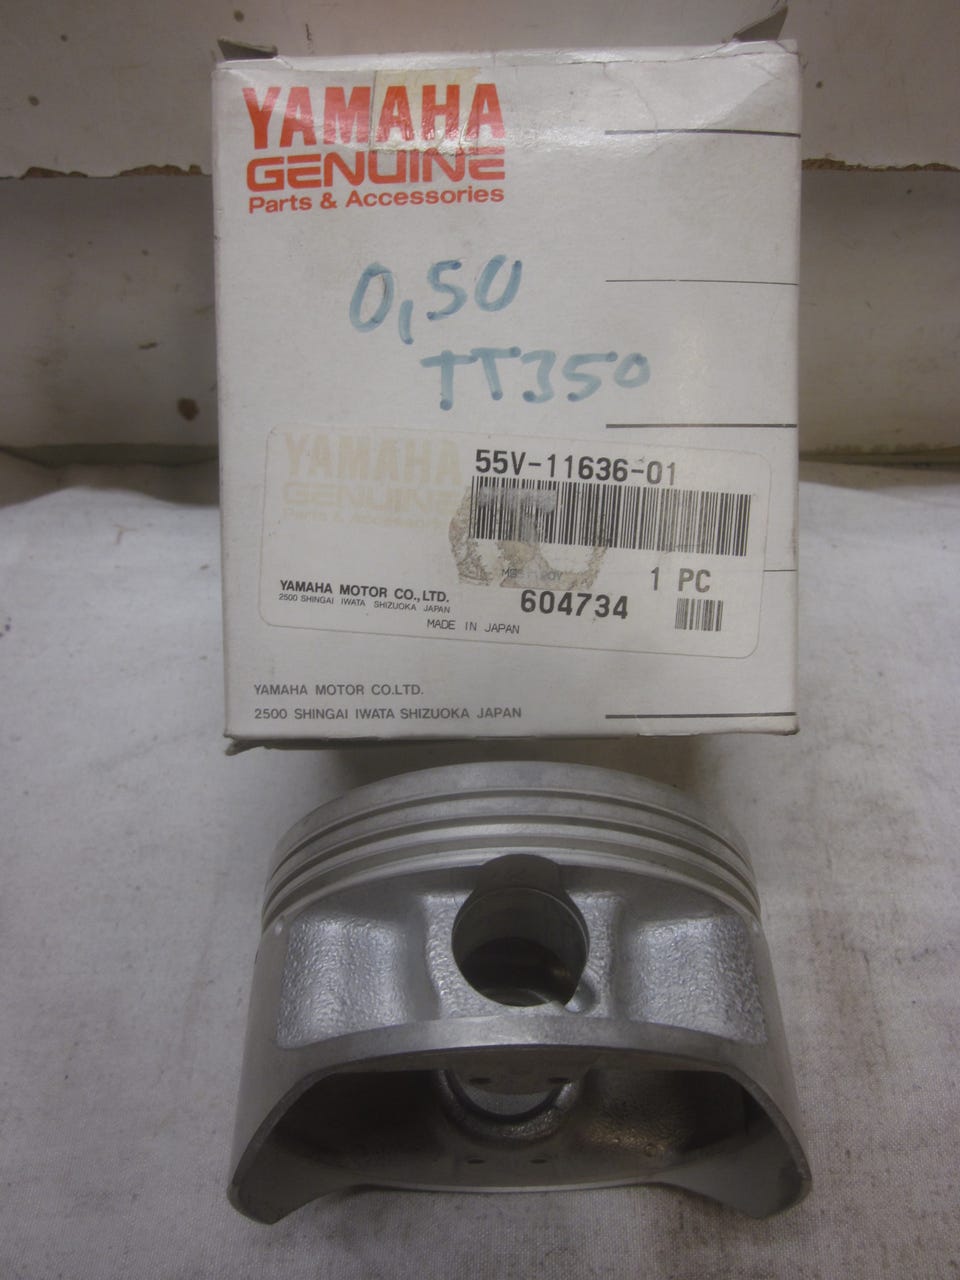 YAMAHA
GENUINE
Parts & Accessories
0,50
TT350
YAMAHA
GENUINE
Parts & Accessories
55V-11636-01
1 PC
604734
YAMAHA MOTOR CO.,LTD.
2500 SHINGAI IWATA SHIZUOKA JAPAN
MADE IN JAPAN
YAMAHA MOTOR CO.LTD.
2500 SHINGAI IWATA SHIZUOKA JAPAN